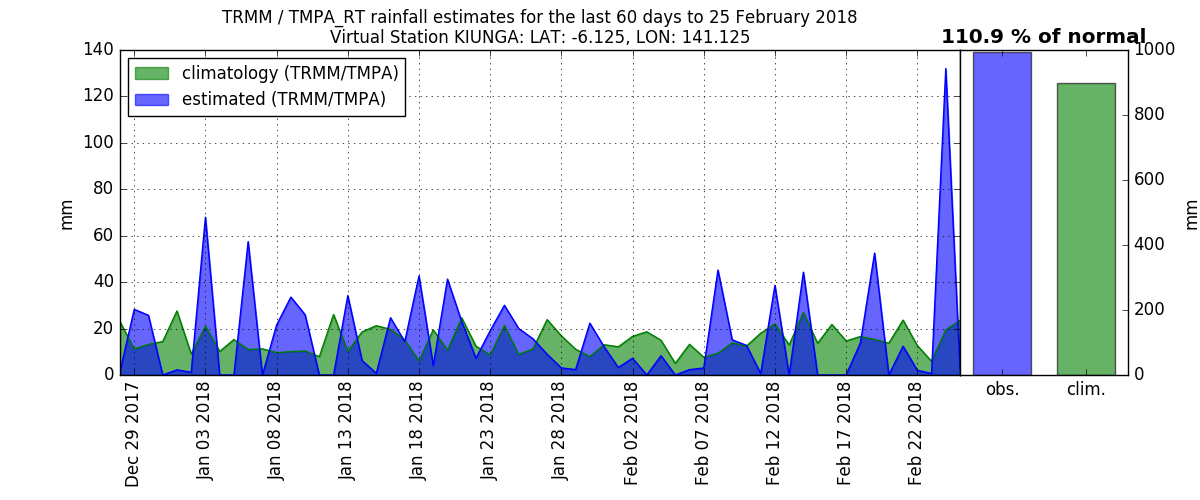 TRMM / TMPA_RT rainfall estimates for the last 60 days to 25 February 2018
Virtual Station KIUNGA: LAT: -6.125, LON: 141.125
110.9 % of normal
climatology (TRMM/TMPA)
estimated (TRMM/TMPA)
mm
140
120
100
80
60
40
20
0
Dec 29 2017
Jan 03 2018
Jan 08 2018
Jan 13 2018
Jan 18 2018
Jan 23 2018
Jan 28 2018
Feb 02 2018
Feb 07 2018
Feb 12 2018
Feb 17 2018
Feb 22 2018
obs.
clim.
1000
800
600
400
200
0
mm